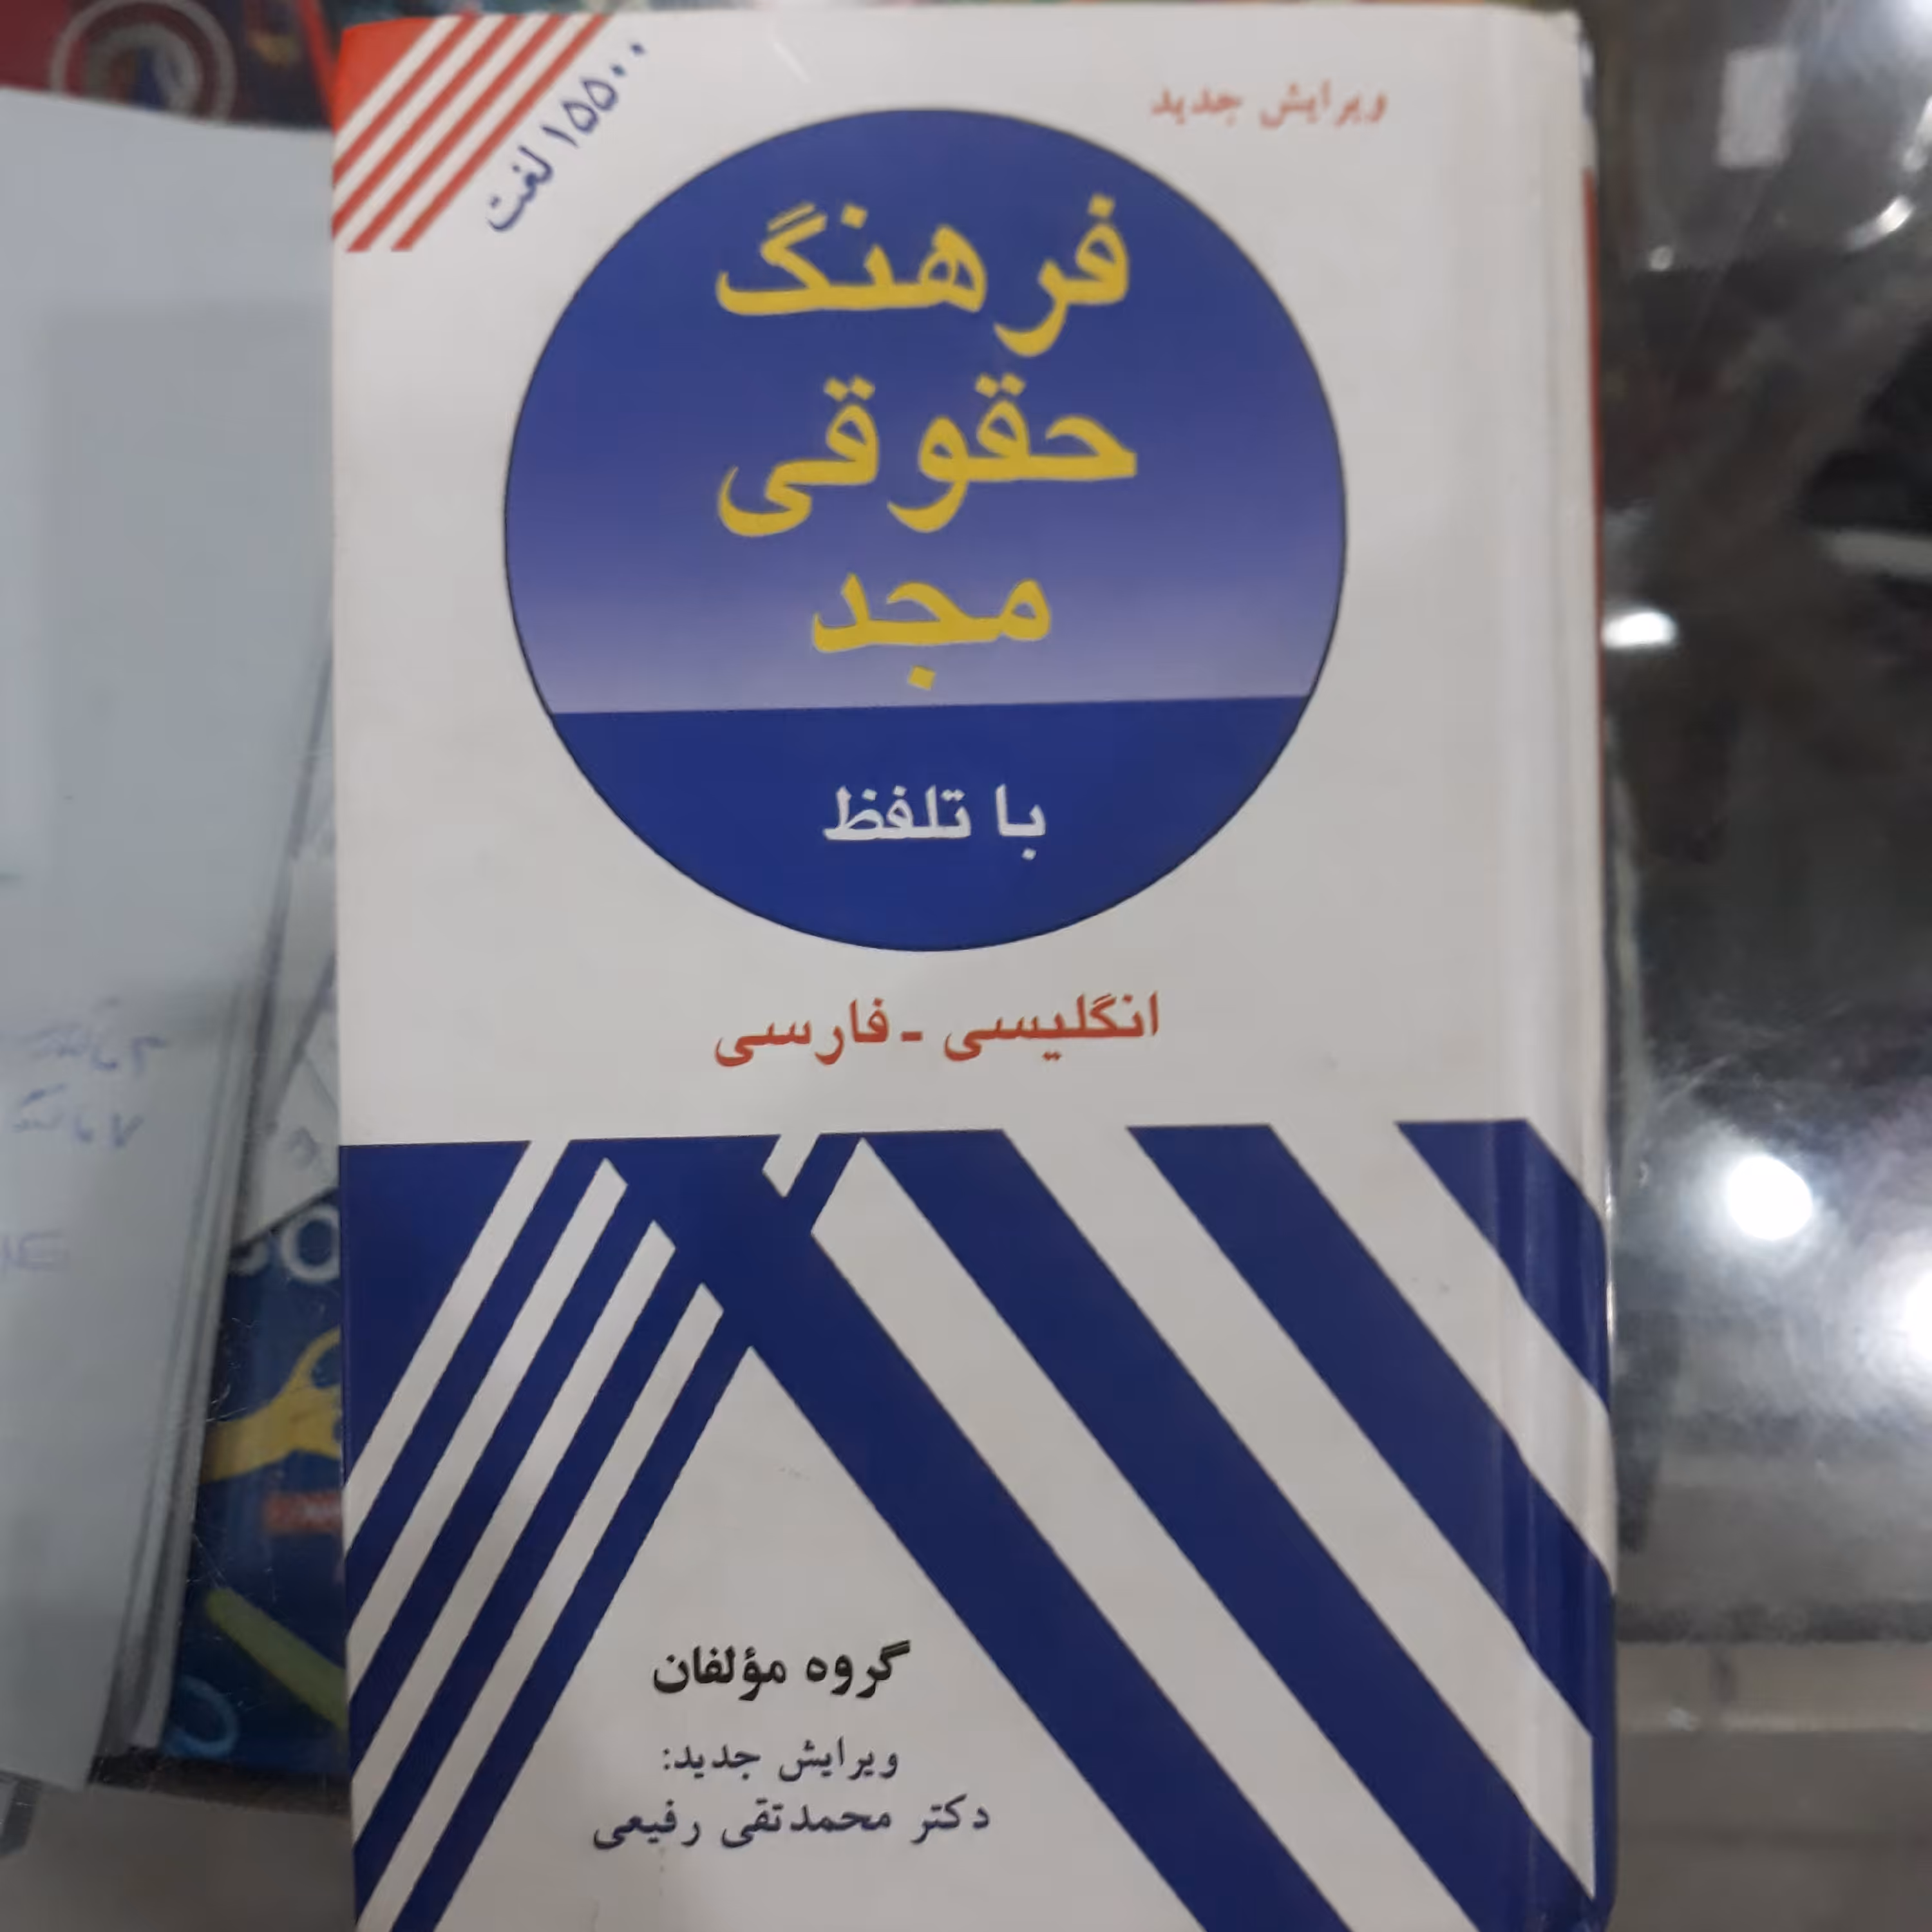 ویرایش جدید
۱۵۵۰۰ لغت
فرهنگ
حقوقی
مجد
با تلفظ
انگلیسی - فارسی
گروه مؤلفان
ویرایش جدید:
دکتر محمدتقی رفیعی